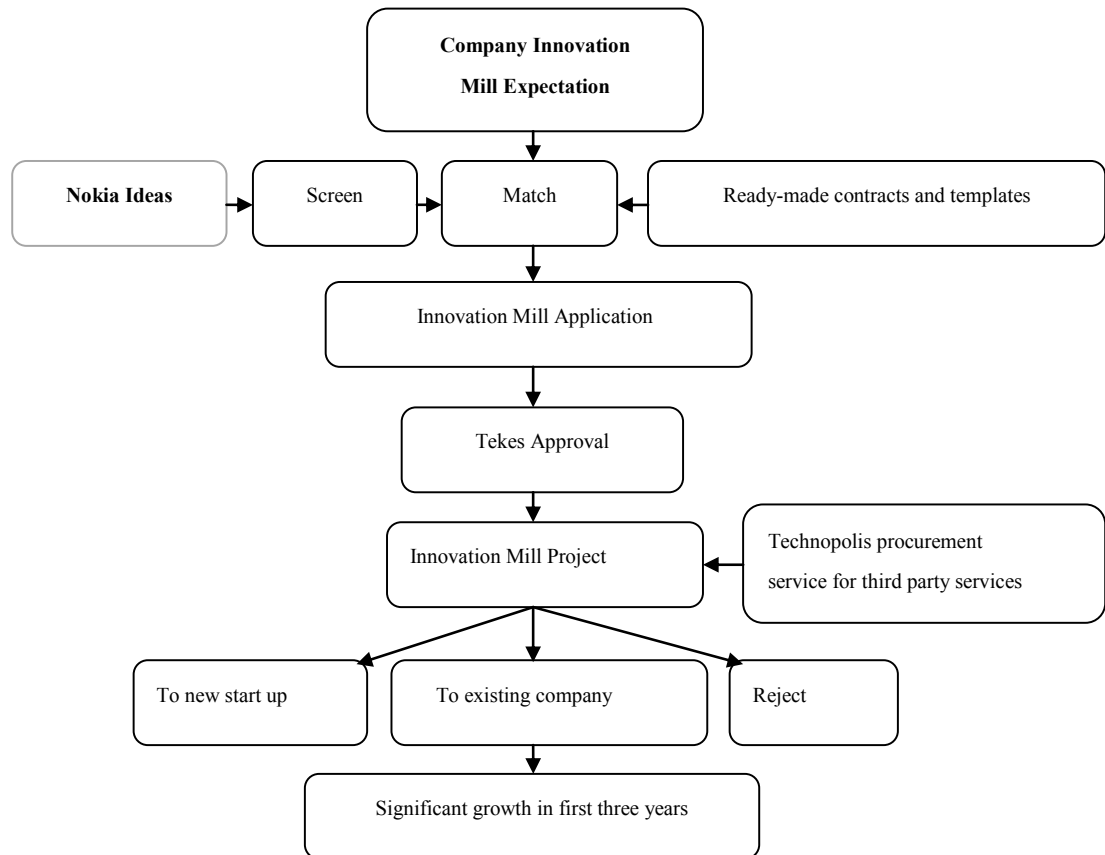 Company Innovation
Mill Expectation
Nokia Ideas
Screen
Match
Ready-made contracts and templates
Innovation Mill Application
Tekes Approval
Innovation Mill Project
Technopolis procurement
service for third party services
To new start up
To existing company
Reject
Significant growth in first three years